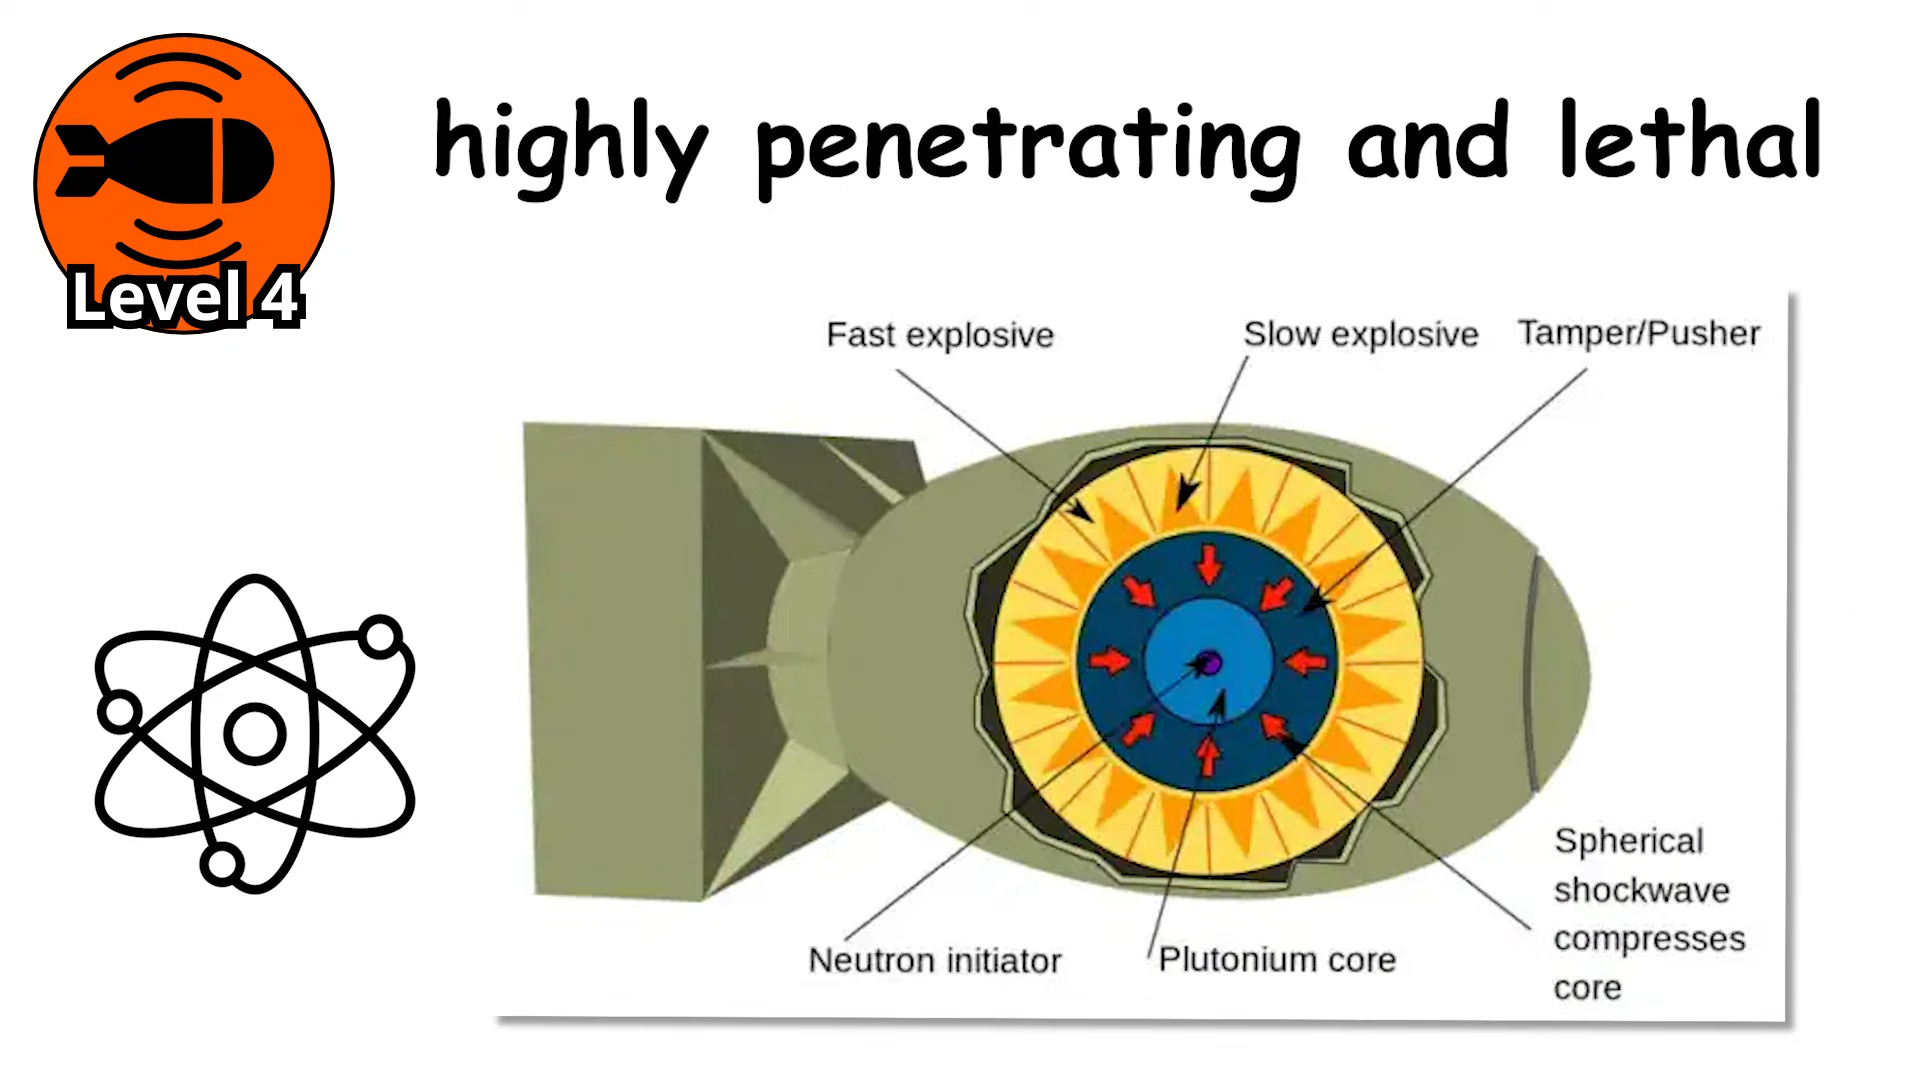 highly penetrating and lethal
Level 4
Fast explosive
Slow explosive
Tamper/Pusher
Neutron initiator
Plutonium core
Spherical
shockwave
compresses
core